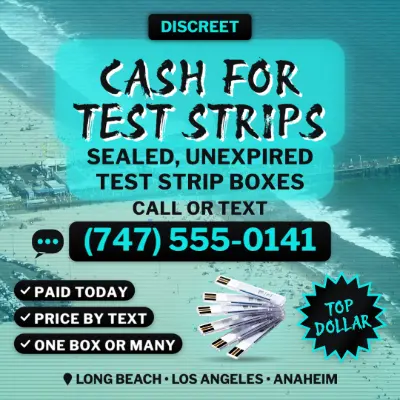 DISCREET
CASH FOR
TEST STRIPS
SEALED, UNEXPIRED
TEST STRIP BOXES
CALL OR TEXT
(747) 555-0141
PAID TODAY
PRICE BY TEXT
ONE BOX OR MANY
TOP
DOLLAR
LONG BEACH • LOS ANGELES • ANAHEIM